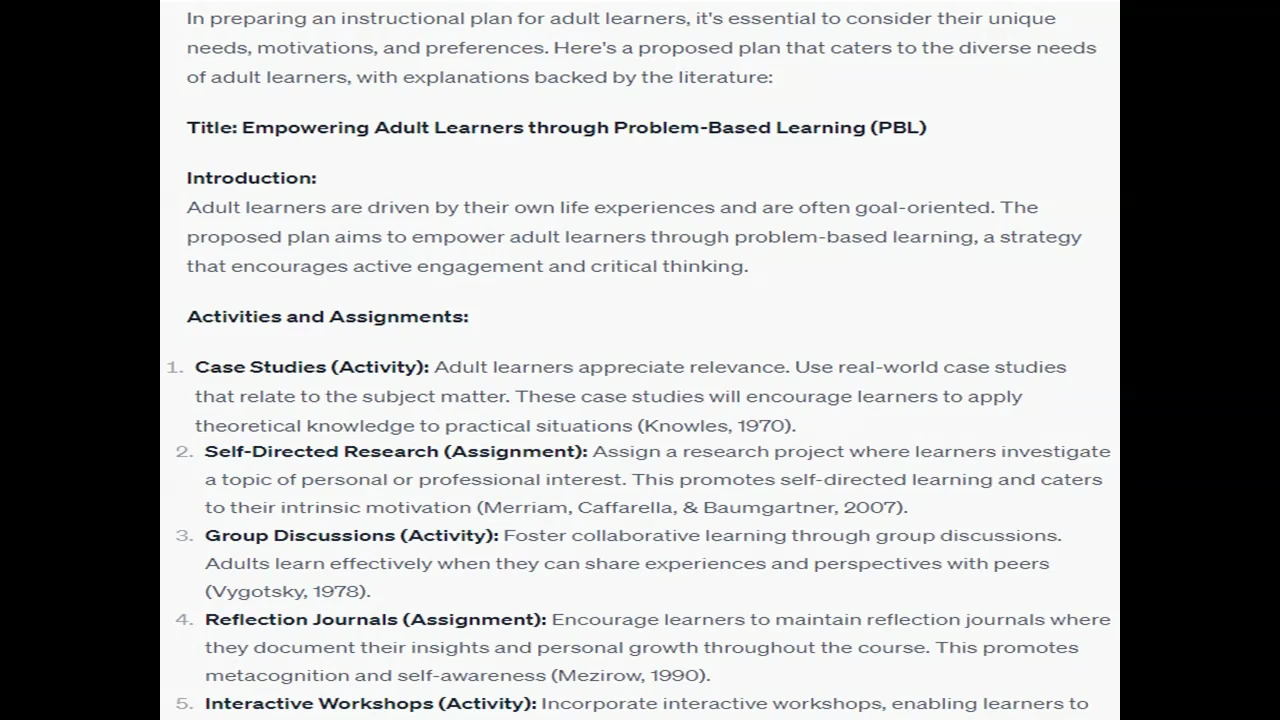 In preparing an instructional plan for adult learners, it's essential to consider their unique
needs, motivations, and preferences. Here's a proposed plan that caters to the diverse needs
of adult learners, with explanations backed by the literature:
Title: Empowering Adult Learners through Problem-Based Learning (PBL)
Introduction:
Adult learners are driven by their own life experiences and are often goal-oriented. The
proposed plan aims to empower adult learners through problem-based learning, a strategy
that encourages active engagement and critical thinking.
Activities and Assignments:
1. Case Studies (Activity): Adult learners appreciate relevance. Use real-world case studies
that relate to the subject matter. These case studies will encourage learners to apply
theoretical knowledge to practical situations (Knowles, 1970).
2. Self-Directed Research (Assignment): Assign a research project where learners investigate
a topic of personal or professional interest. This promotes self-directed learning and caters
to their intrinsic motivation (Merriam, Caffarella, & Baumgartner, 2007).
3. Group Discussions (Activity): Foster collaborative learning through group discussions.
Adults learn effectively when they can share experiences and perspectives with peers
(Vygotsky, 1978).
4. Reflection Journals (Assignment): Encourage learners to maintain reflection journals where
they document their insights and personal growth throughout the course. This promotes
metacognition and self-awareness (Mezirow, 1990).
5. Interactive Workshops (Activity): Incorporate interactive workshops, enabling learners to